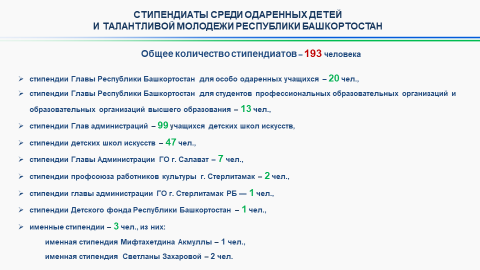 СТИПЕНДИАТЫ СРЕДИ ОДАРЕННЫХ ДЕТЕЙ
И ТАЛАНТЛИВОЙ МОЛОДЕЖИ РЕСПУБЛИКИ БАШКОРТОСТАН
Общее количество стипендиатов – 193 человека
➢ стипендии Главы Республики Башкортостан для особо одаренных учащихся – 20 чел.,
➢ стипендии Главы Республики Башкортостан для студентов профессиональных образовательных организаций и
образовательных организаций высшего образования – 13 чел.,
➢ стипендии Глав администраций – 99 учащихся детских школ искусств,
➢ стипендии детских школ искусств – 47 чел.,
➢ стипендии Главы Администрации ГО г. Салават – 7 чел.,
➢ стипендии профсоюза работников культуры г. Стерлитамак – 2 чел.,
➢ стипендии главы администрации ГО г. Стерлитамак РБ — 1 чел.,
➢ стипендии Детского фонда Республики Башкортостан – 1 чел.,
➢ именные стипендии – 3 чел., из них:
именная стипендия Мифтахетдина Акмуллы – 1 чел.,
именная стипендия Светланы Захаровой – 2 чел.